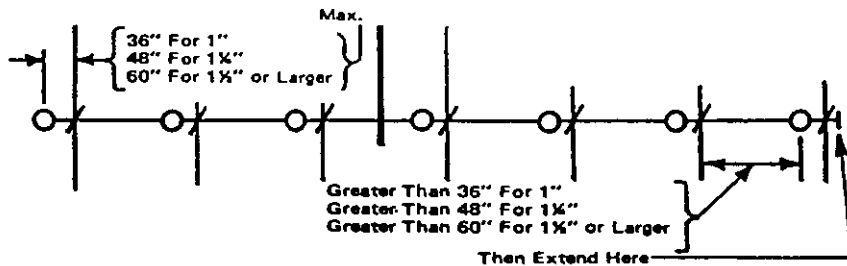 Max.
36" For 1"
48" For 1¼"
60" For 1½" or Larger
Greater Than 36" For 1"
Greater Than 48" For 1¼"
Greater Than 60" For 1½" or Larger
Then Extend Here